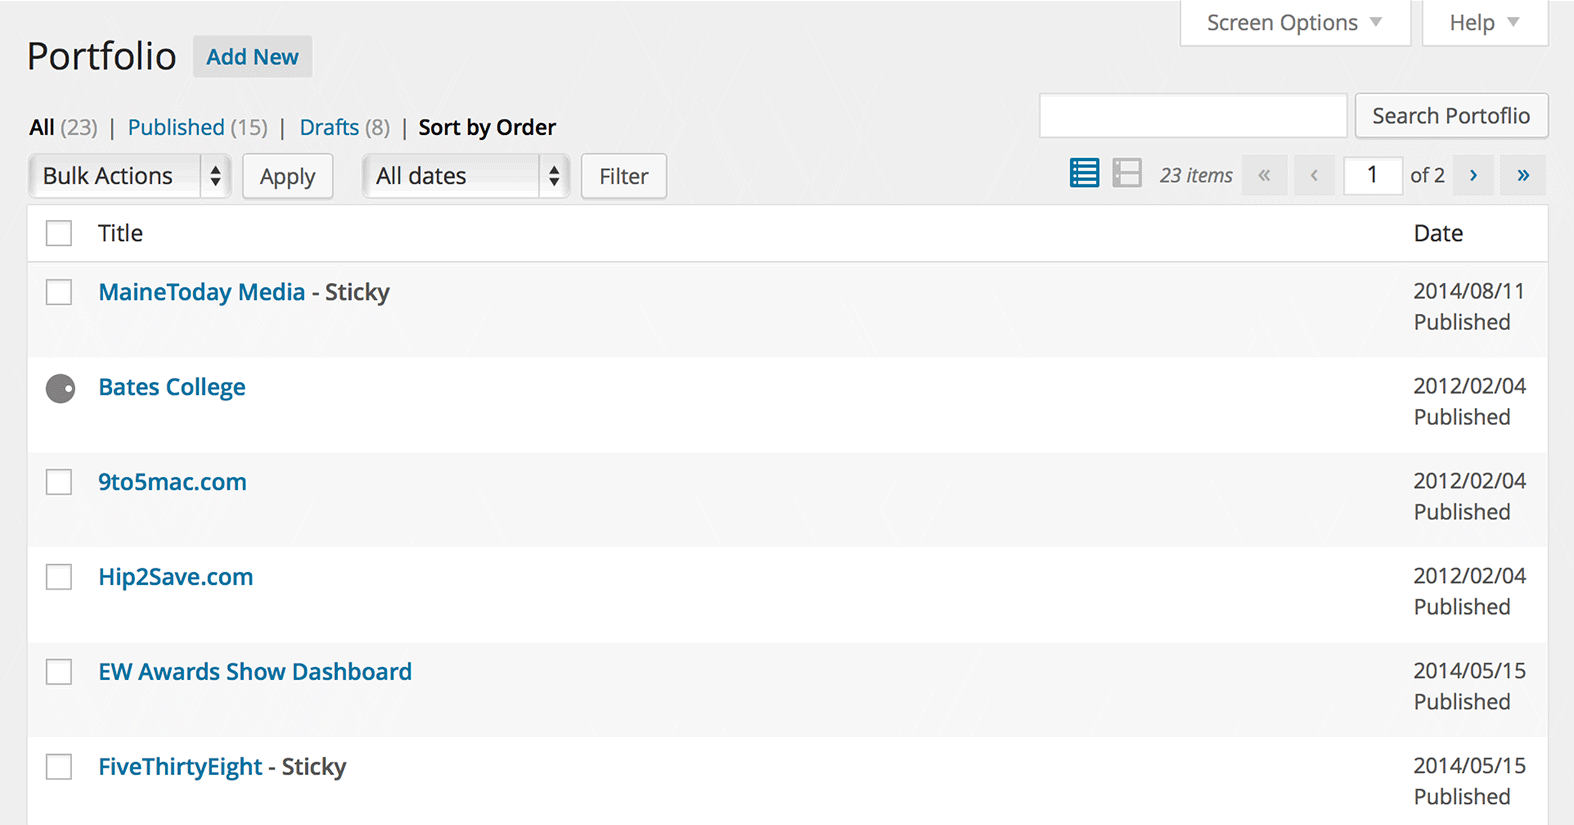 Screen Options
Help
Portfolio Add New
All (23) | Published (15) | Drafts (8) | Sort by Order
Search Portoflio
Bulk Actions Apply All dates Filter
23 items « ‹ 1 of 2 › »
Title Date
MaineToday Media - Sticky 2014/08/11
Published
Bates College 2012/02/04
Published
9to5mac.com 2012/02/04
Published
Hip2Save.com 2012/02/04
Published
EW Awards Show Dashboard 2014/05/15
Published
FiveThirtyEight - Sticky 2014/05/15
Published